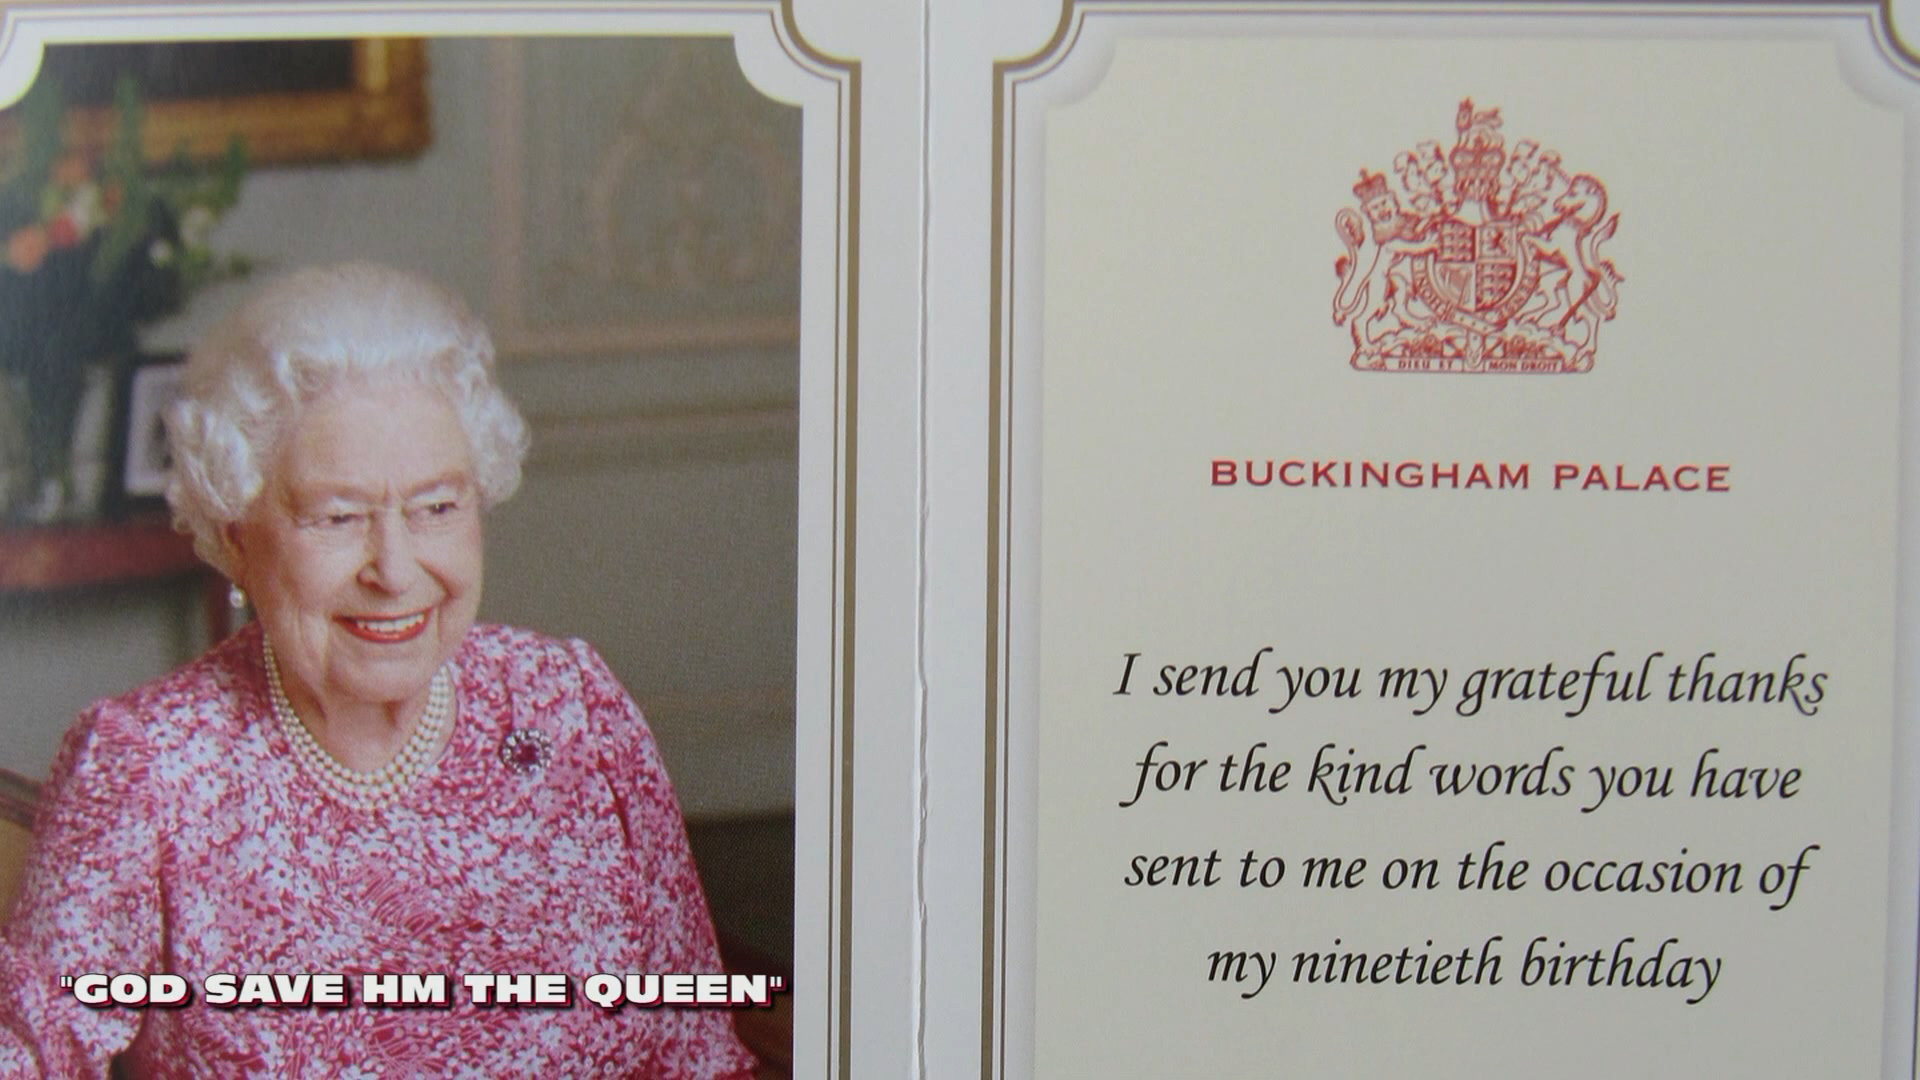 "GOD SAVE HM THE QUEEN"
DIEU ET MON DROIT
BUCKINGHAM PALACE
I send you my grateful thanks
for the kind words you have
sent to me on the occasion of
my ninetieth birthday